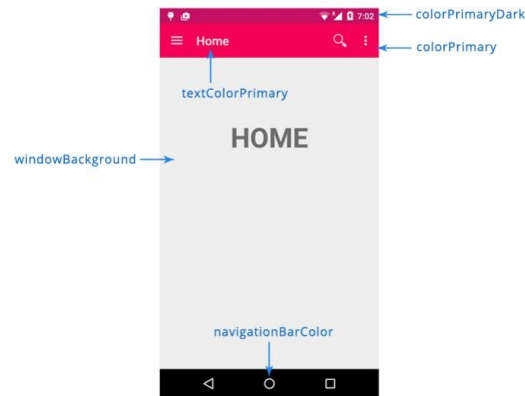 7:02
colorPrimaryDark
Home
colorPrimary
textColorPrimary
HOME
windowBackground
navigationBarColor